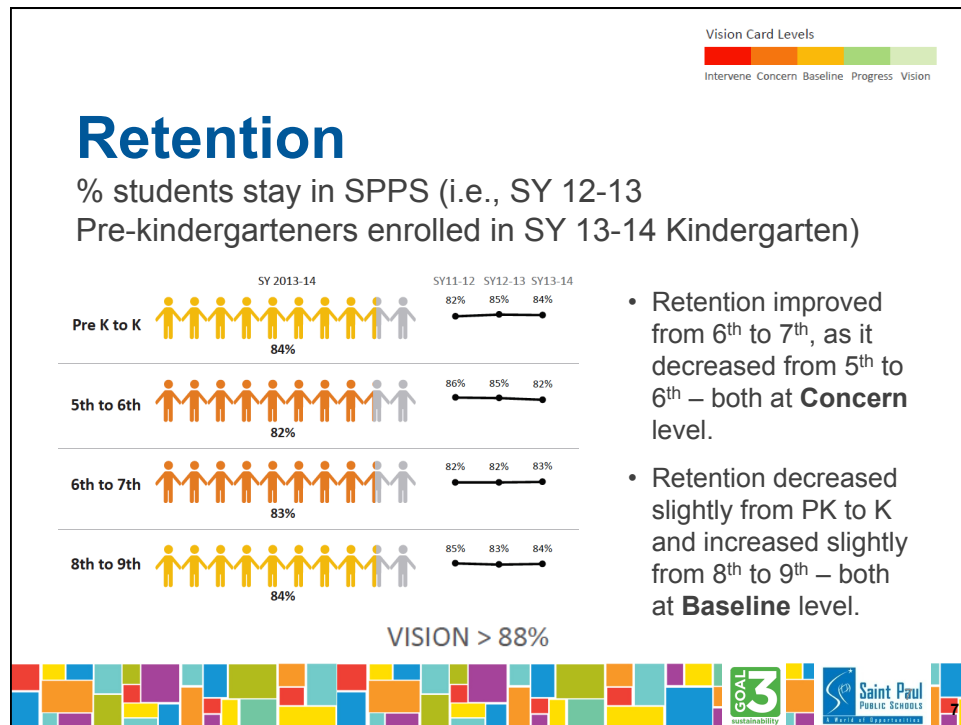 Vision Card Levels
Intervene Concern Baseline Progress Vision
Retention
% students stay in SPPS (i.e., SY 12-13
Pre-kindergarteners enrolled in SY 13-14 Kindergarten)
SY 2013-14
SY11-12 SY12-13 SY13-14
Pre K to K
84%
82% 85% 84%
5th to 6th
82%
86% 85% 82%
6th to 7th
83%
82% 82% 83%
8th to 9th
84%
85% 83% 84%
• Retention improved
from 6th to 7th, as it
decreased from 5th to
6th – both at Concern
level.
• Retention decreased
slightly from PK to K
and increased slightly
from 8th to 9th – both
at Baseline level.
VISION > 88%
GOAL 3
sustainability
Saint Paul
PUBLIC SCHOOLS
A World of Opportunities
7